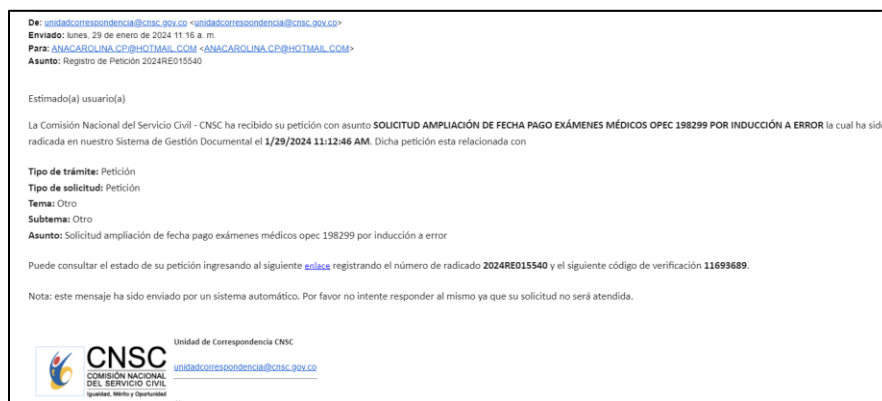 De: unidadcorrespondencia@cnsc.gov.co <unidadcorrespondencia@cnsc.gov.co>
Enviado: lunes, 29 de enero de 2024 11:16 a. m.
Para: ANACAROLINA.CP@HOTMAIL.COM <ANACAROLINA.CP@HOTMAIL.COM>
Asunto: Registro de Petición 2024RE015540
Estimado(a) usuario(a)
La Comisión Nacional del Servicio Civil - CNSC ha recibido su petición con asunto SOLICITUD AMPLIACIÓN DE FECHA PAGO EXÁMENES MÉDICOS OPEC 198299 POR INDUCCIÓN A ERROR la cual ha sido
radicada en nuestro Sistema de Gestión Documental el 1/29/2024 11:12:46 AM. Dicha petición esta relacionada con
Tipo de trámite: Petición
Tipo de solicitud: Petición
Tema: Otro
Subtema: Otro
Asunto: Solicitud ampliación de fecha pago exámenes médicos opec 198299 por inducción a error
Puede consultar el estado de su petición ingresando al siguiente enlace registrando el número de radicado 2024RE015540 y el siguiente código de verificación 11693689.
Nota: este mensaje ha sido enviado por un sistema automático. Por favor no intente responder al mismo ya que su solicitud no será atendida.
Unidad de Correspondencia CNSC
unidadcorrespondencia@cnsc.gov.co
CNSC
COMISIÓN NACIONAL
DEL SERVICIO CIVIL
Igualdad, Mérito y Oportunidad